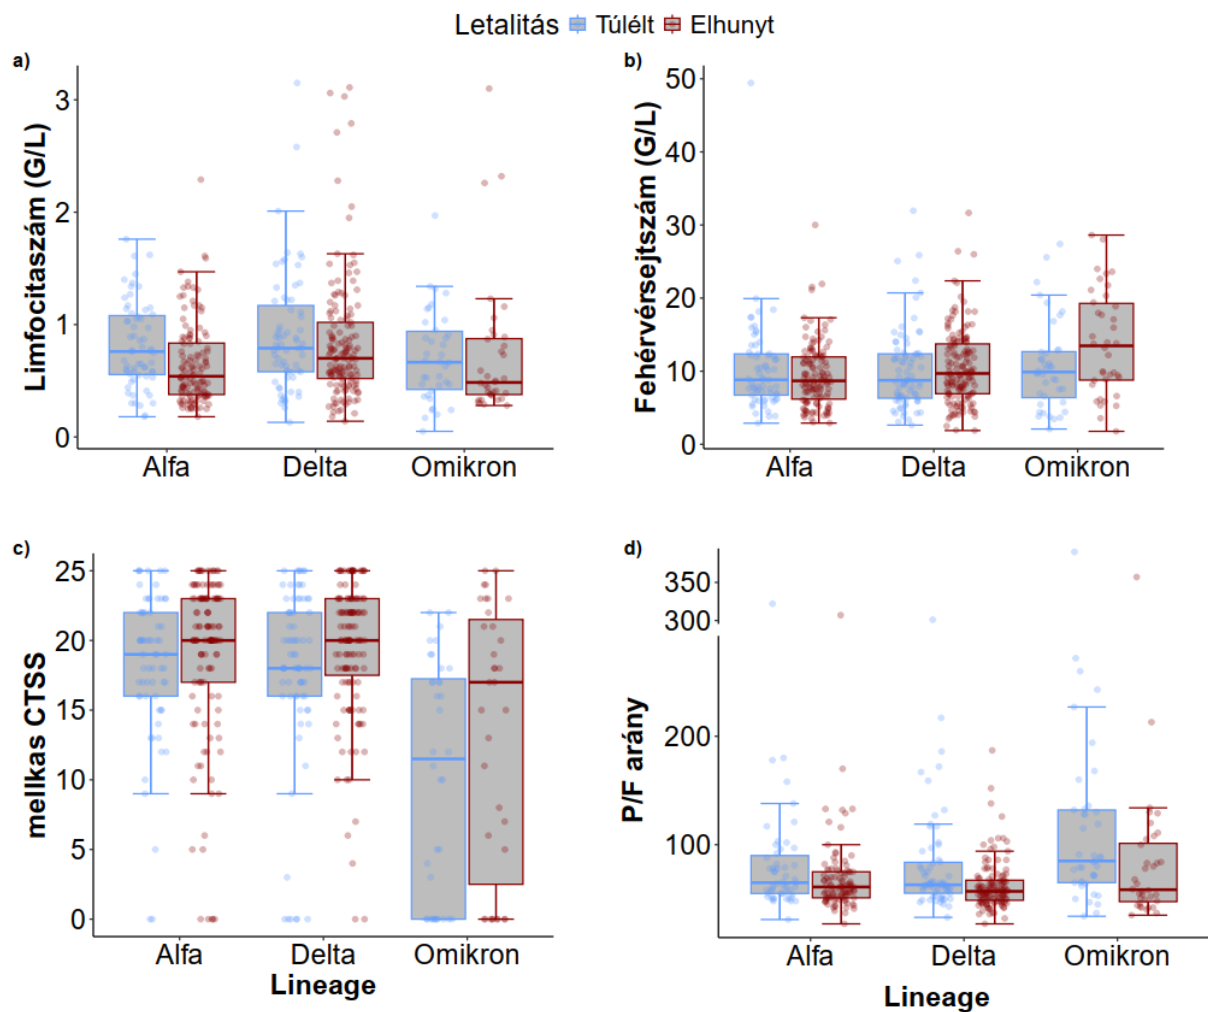 Letalitás Túlélt Elhunyt
a)
Limfocitaszám (G/L)
3
2
1
0
Alfa Delta Omikron
b)
Fehérvérsejtszám (G/L)
50
40
30
20
10
0
Alfa Delta Omikron
c)
mellkas CTSS
25
20
15
10
5
0
Alfa Delta Omikron
Lineage
d)
P/F arány
350
300
200
100
Alfa Delta Omikron
Lineage